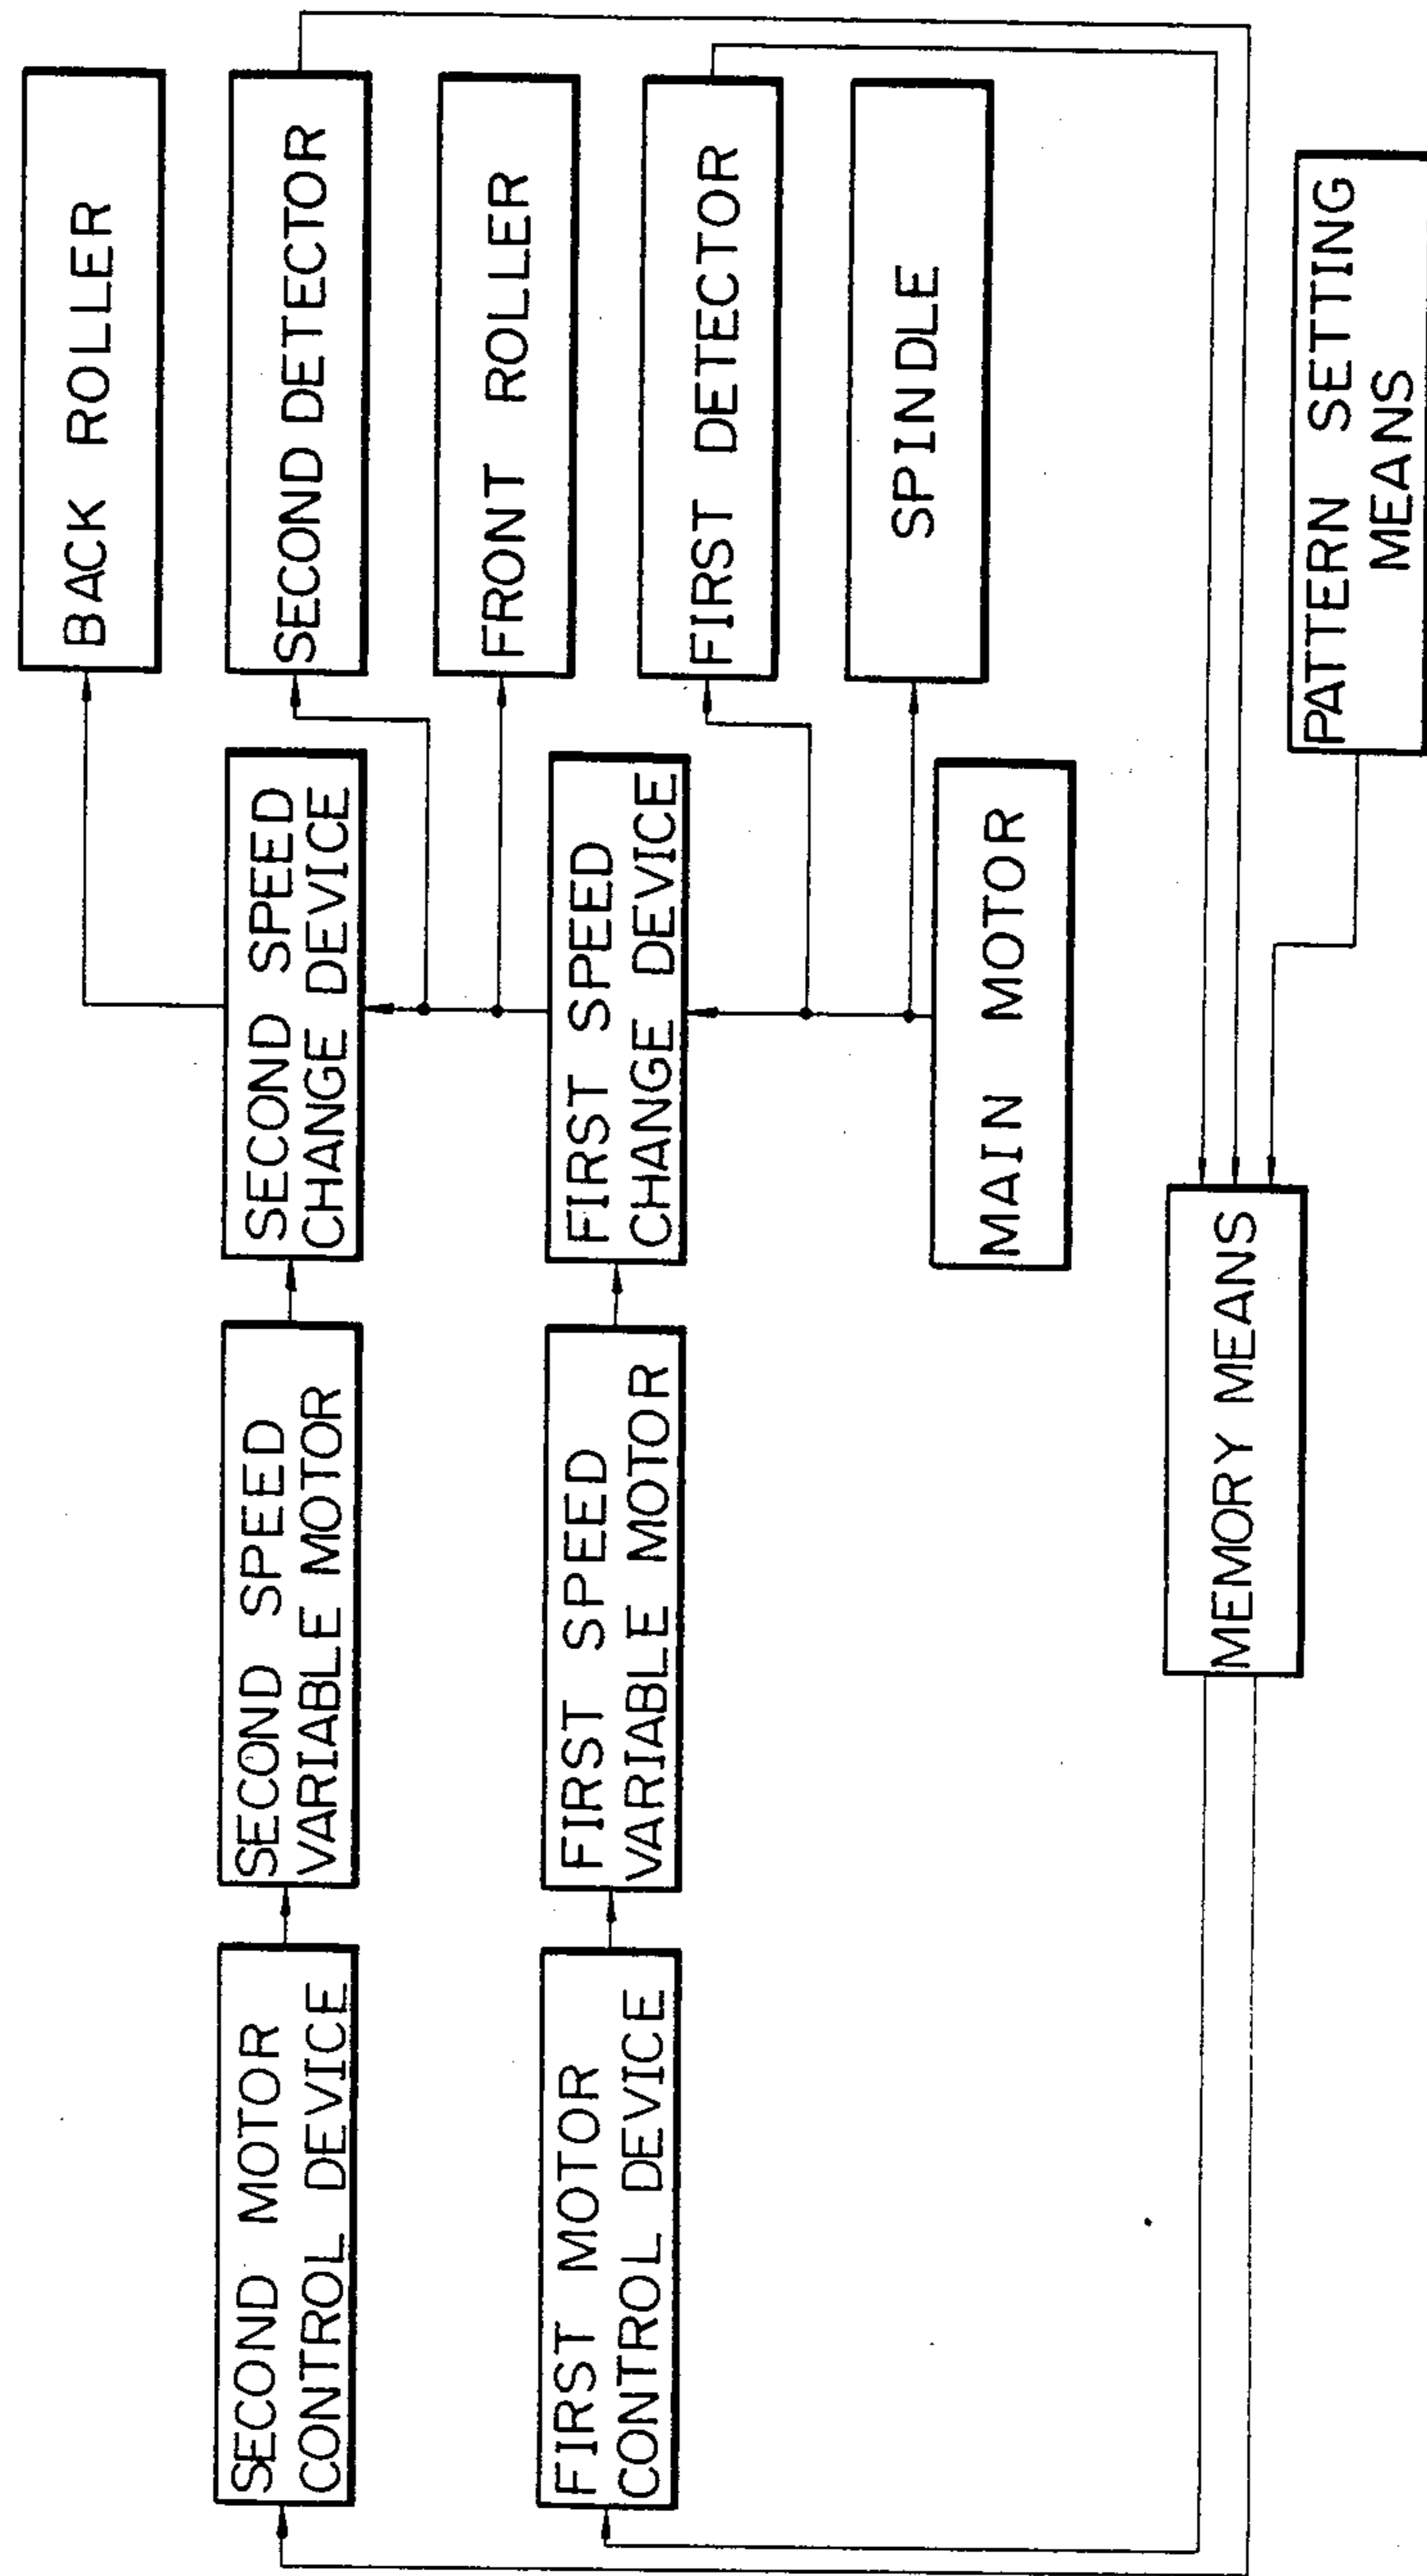 BACK ROLLER
SECOND DETECTOR
FRONT ROLLER
FIRST DETECTOR
SPINDLE
PATTERN SETTING
MEANS
SECOND SPEED
CHANGE DEVICE
FIRST SPEED
CHANGE DEVICE
MAIN MOTOR
SECOND SPEED
VARIABLE MOTOR
FIRST SPEED
VARIABLE MOTOR
MEMORY MEANS
SECOND MOTOR
CONTROL DEVICE
FIRST MOTOR
CONTROL DEVICE